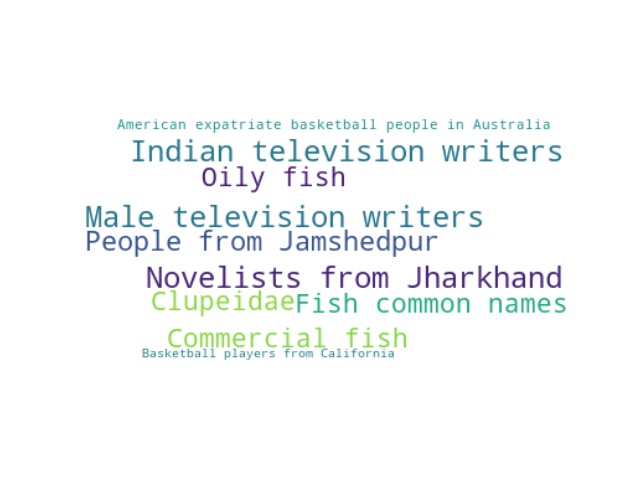 American expatriate basketball people in Australia
Indian television writers
Oily fish
Male television writers
People from Jamshedpur
Novelists from Jharkhand
Clupeidae
Fish common names
Commercial fish
Basketball players from California